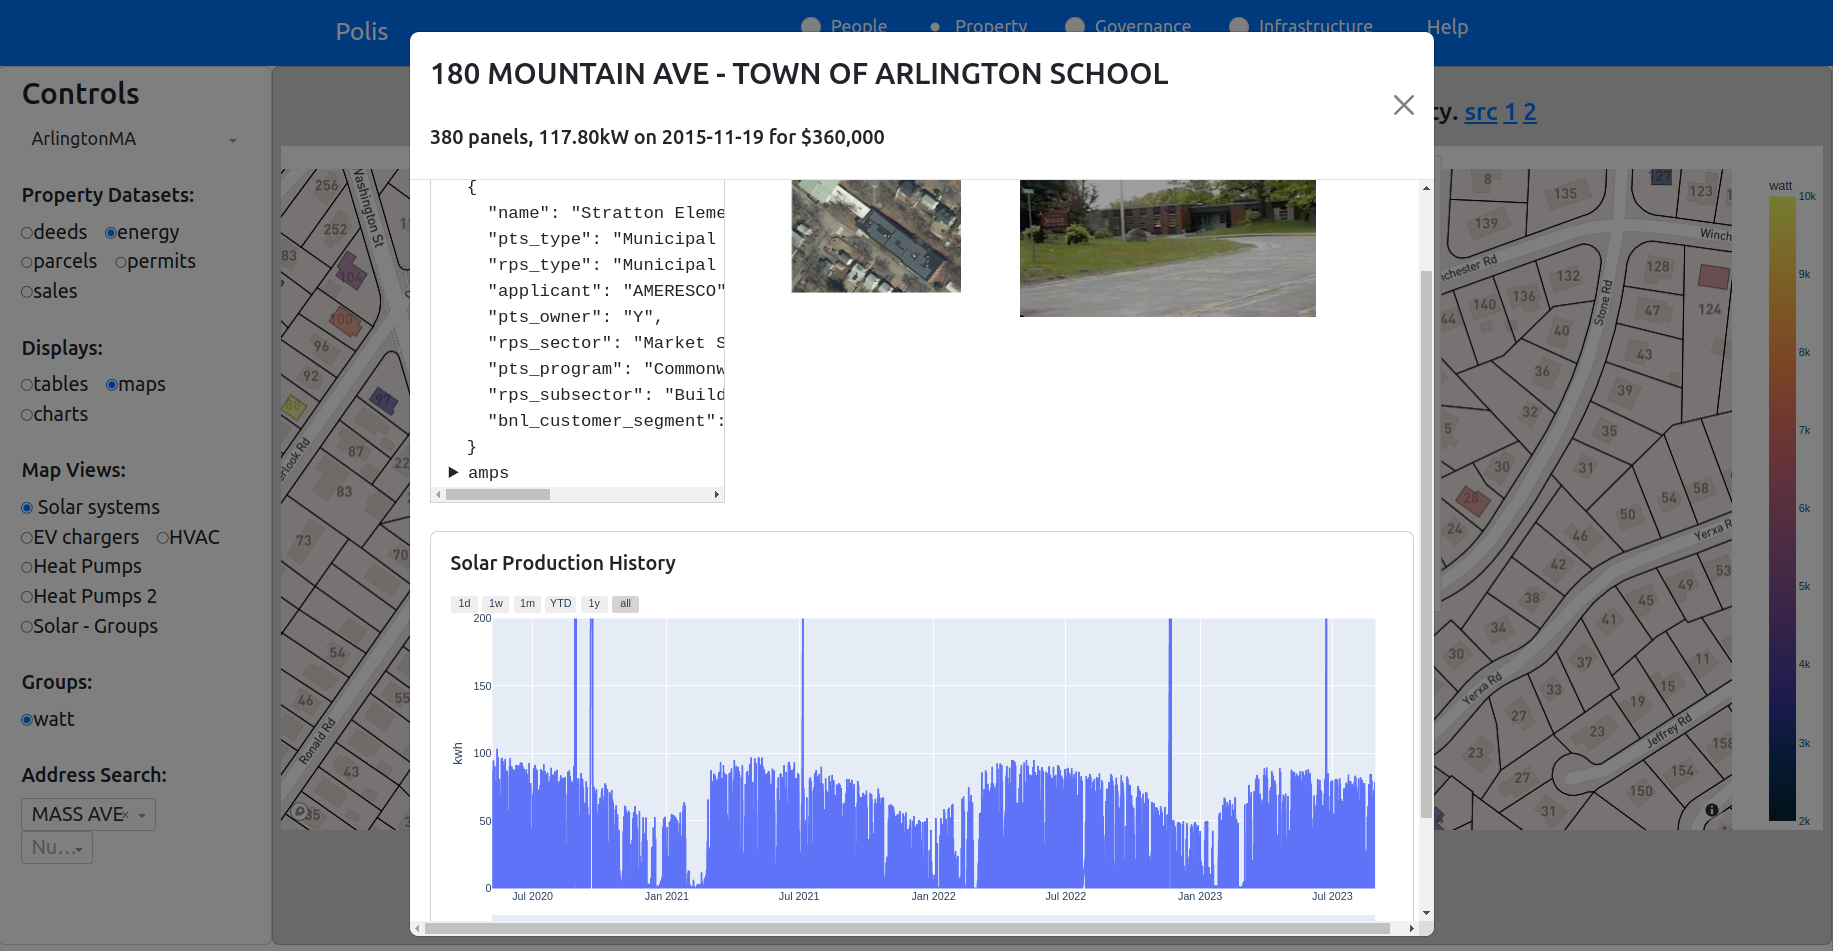 Polis
People
Property
Governance
Infrastructure
Help
Controls
ArlingtonMA
Property Datasets:
deeds energy
parcels permits
sales
Displays:
tables maps
charts
Map Views:
Solar systems
EV chargers HVAC
Heat Pumps
Heat Pumps 2
Solar - Groups
Groups:
watt
Address Search:
MASS AVE ×
Nu...
180 MOUNTAIN AVE - TOWN OF ARLINGTON SCHOOL
380 panels, 117.80kW on 2015-11-19 for $360,000
cy. src 1 2
{
"name": "Stratton Eleme
"pts_type": "Municipal
"rps_type": "Municipal
"applicant": "AMERESCO"
"pts_owner": "Y",
"rps_sector": "Market S
"pts_program": "Commonw
"rps_subsector": "Build
"bnl_customer_segment":
}
amps
Solar Production History
1d 1w 1m YTD 1y all
kwh
200
150
100
50
0
Jul 2020
Jan 2021
Jul 2021
Jan 2022
Jul 2022
Jan 2023
Jul 2023
256
Washington St
252
83
104
100
96
92
88
97
erlook Rd
87
22
83
73
70
54
46
55
Ronald Rd
43
8
135
127
123
139
Winch
chester Rd
132
128
140
136
124
44
Stone Rd
47
40
43
36
39
32
35
5
30
31
28
54
58
24
50
46
Yerxa R
42
53
49
38
45
41
34
30
37
11
Yerxa Rd
33
15
19
27
23
Jeffrey Rd
158
23
27
154
150
31
watt
10k
9k
8k
7k
6k
5k
4k
3k
2k